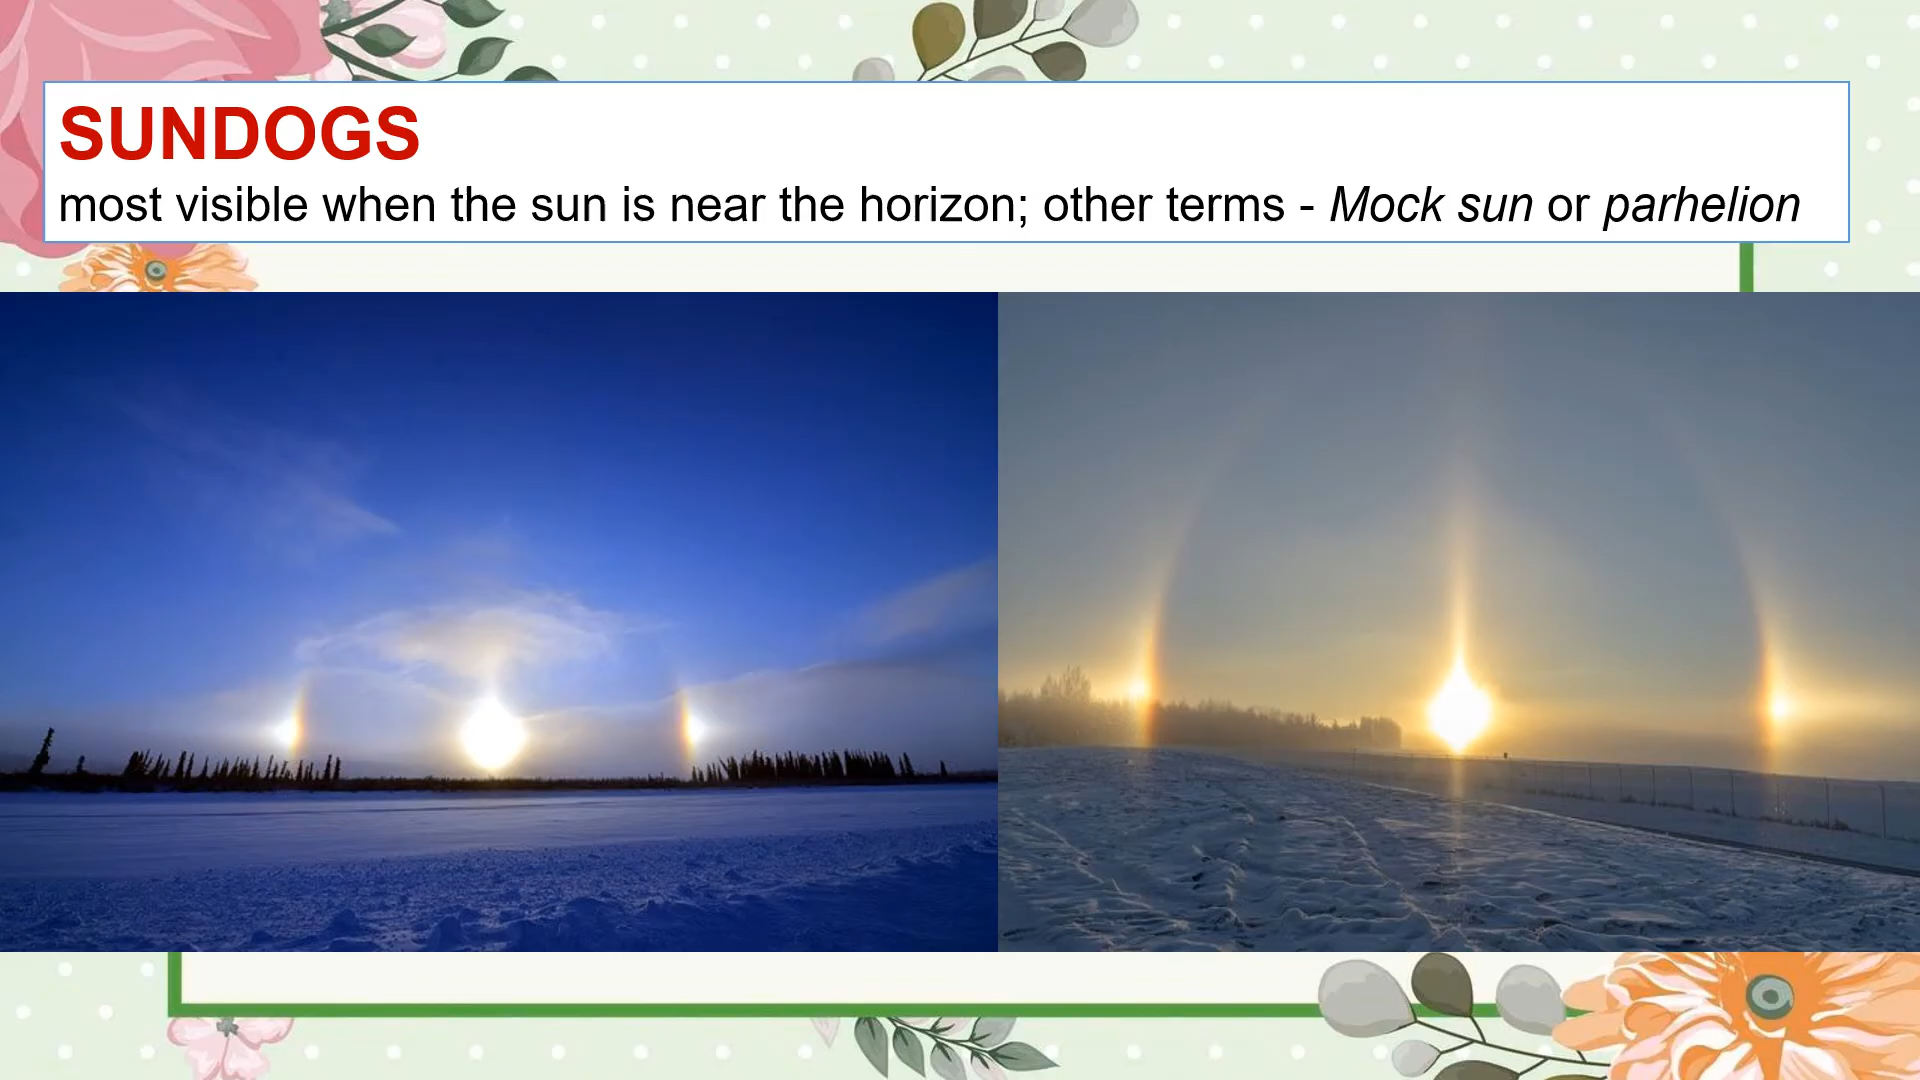 SUNDOGS
most visible when the sun is near the horizon; other terms - Mock sun or parhelion